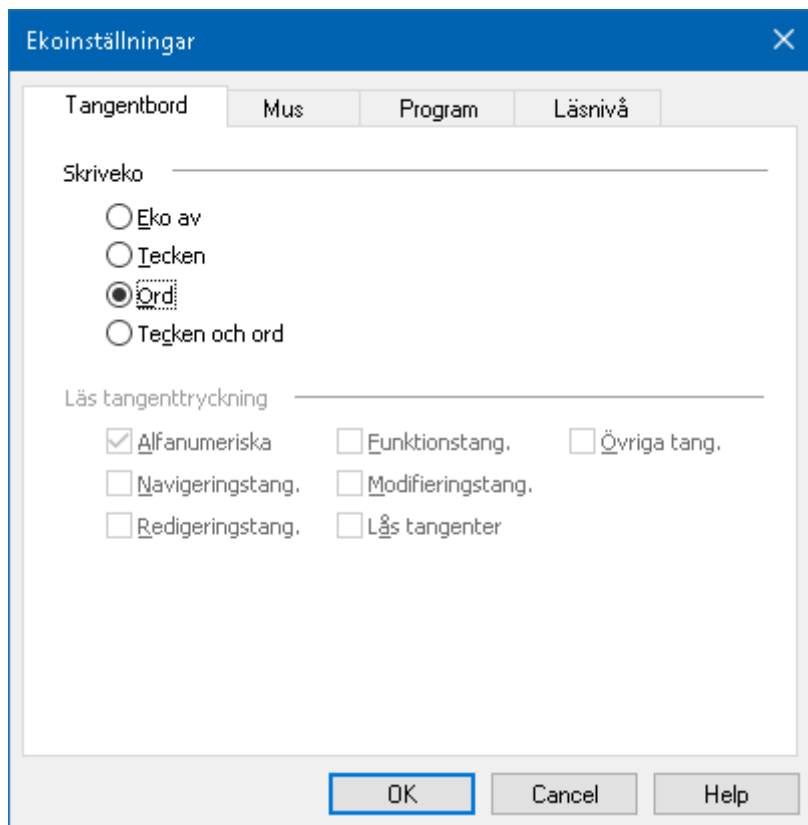 Ekoinställningar
Tangentbord Mus Program Läsnivå
Skriveko
Eko av
Tecken
Ord
Tecken och ord
Läs tangenttryckning
Alfanumeriska Funktionstang. Övriga tang.
Navigeringstang. Modifieringstang.
Redigeringstang. Lås tangenter
OK Cancel Help